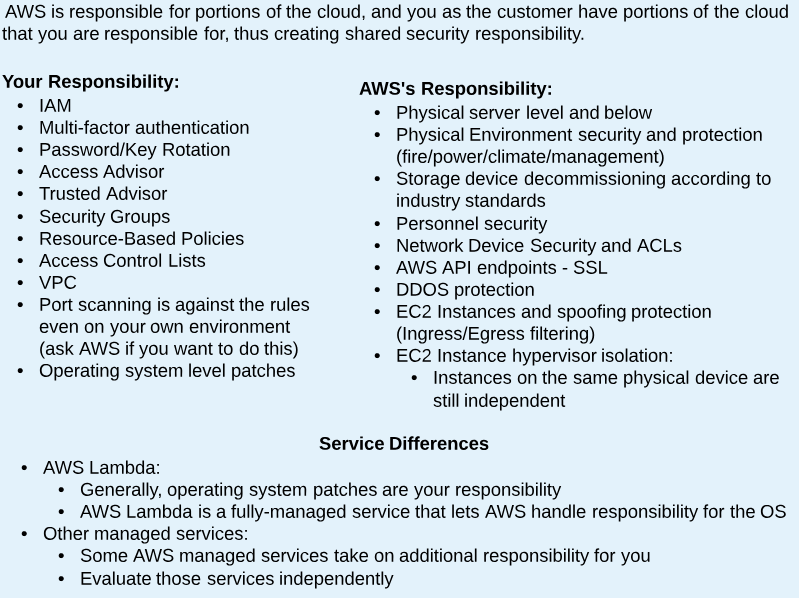 AWS is responsible for portions of the cloud, and you as the customer have portions of the cloud
that you are responsible for, thus creating shared security responsibility.
Your Responsibility:
• IAM
• Multi-factor authentication
• Password/Key Rotation
• Access Advisor
• Trusted Advisor
• Security Groups
• Resource-Based Policies
• Access Control Lists
• VPC
• Port scanning is against the rules
even on your own environment
(ask AWS if you want to do this)
• Operating system level patches
AWS's Responsibility:
• Physical server level and below
• Physical Environment security and protection
(fire/power/climate/management)
• Storage device decommissioning according to
industry standards
• Personnel security
• Network Device Security and ACLs
• AWS API endpoints - SSL
• DDOS protection
• EC2 Instances and spoofing protection
(Ingress/Egress filtering)
• EC2 Instance hypervisor isolation:
• Instances on the same physical device are
still independent
Service Differences
• AWS Lambda:
• Generally, operating system patches are your responsibility
• AWS Lambda is a fully-managed service that lets AWS handle responsibility for the OS
• Other managed services:
• Some AWS managed services take on additional responsibility for you
• Evaluate those services independently